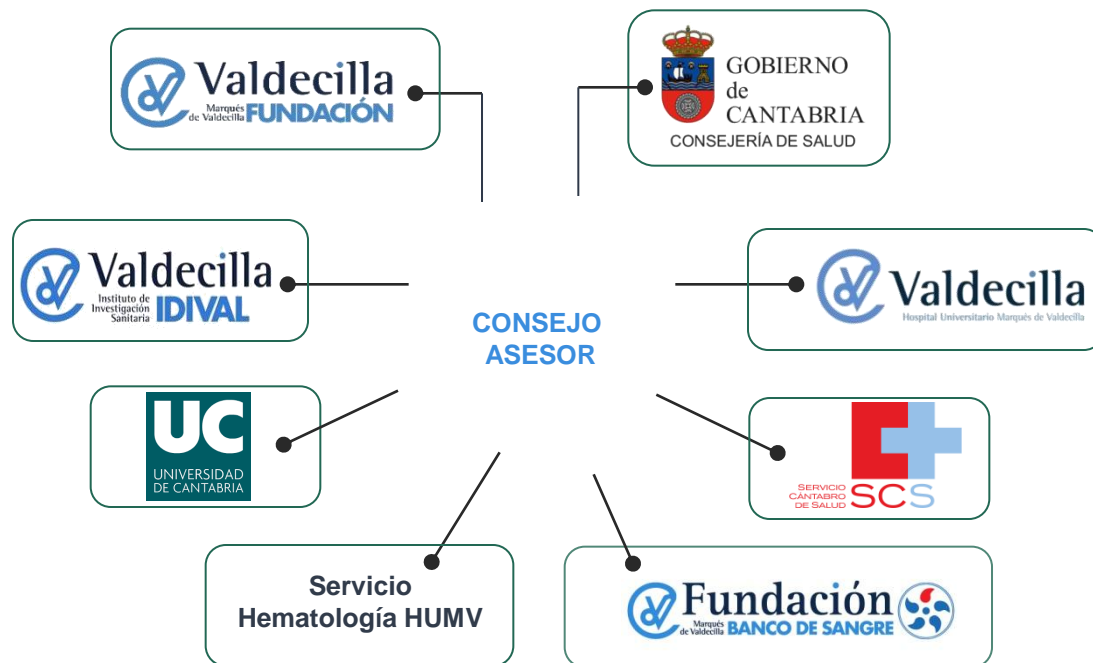 Valdecilla
Marqués
de Valdecilla FUNDACIÓN
GOBIERNO
de
CANTABRIA
CONSEJERÍA DE SALUD
Valdecilla
Instituto de
Investigación
Sanitaria IDIVAL
Valdecilla
Hospital Universitario Marqués de Valdecilla
CONSEJO
ASESOR
UC
UNIVERSIDAD
DE CANTABRIA
SERVICIO
CÁNTABRO
DE SALUD SCS
Servicio
Hematología HUMV
Fundación
Marqués
de Valdecilla BANCO DE SANGRE